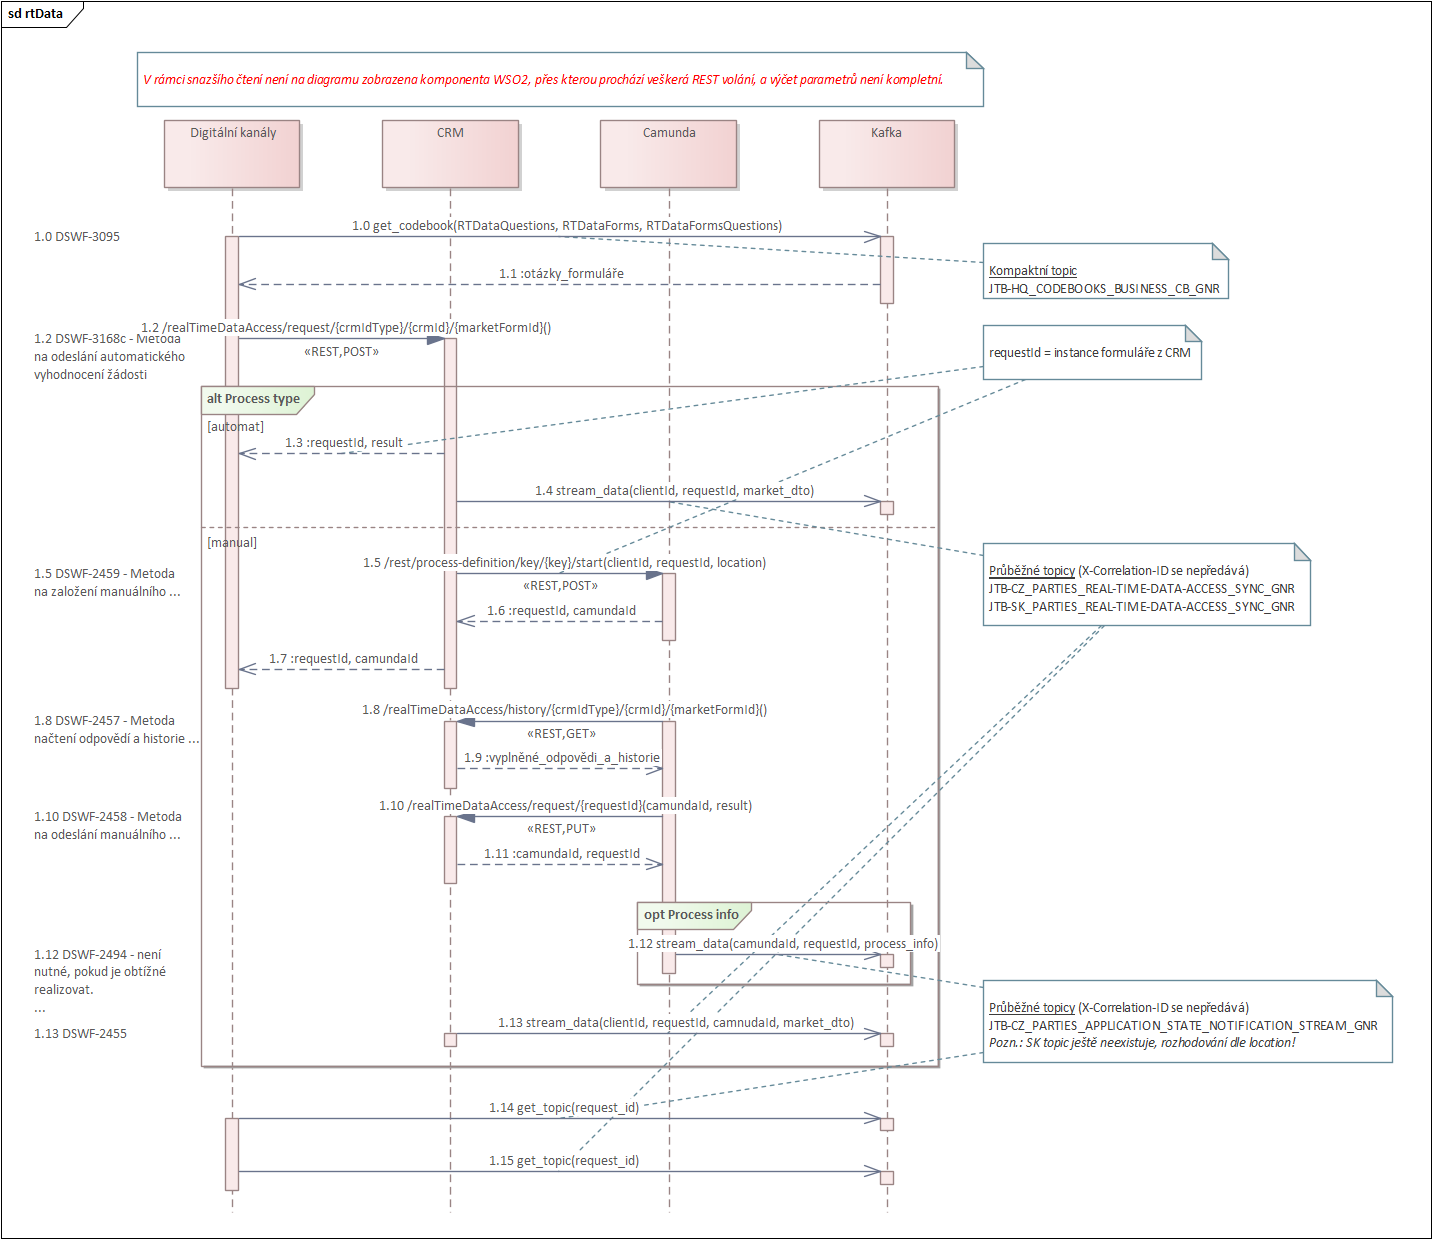 sd rtData
V rámci snazšího čtení není na diagramu zobrazena komponenta WSO2, přes kterou prochází veškerá REST volání, a výčet parametrů není kompletní.
Digitální kanály
CRM
Camunda
Kafka
1.0 DSWF-3095
1.0 get_codebook(RTDataQuestions, RTDataForms, RTDataFormsQuestions)
Kompaktní topic
JTB-HQ_CODEBOOKS_BUSINESS_CB_GNR
1.1 :otázky_formuláře
1.2 /realTimeDataAccess/request/{crmIdType}/{crmId}/{marketFormId}()
«REST,POST»
1.2 DSWF-3168c - Metoda
na odeslání automatického
vyhodnocení žádosti
requestId = instance formuláře z CRM
alt Process type
[automat]
1.3 :requestId, result
1.4 stream_data(clientId, requestId, market_dto)
[manual]
1.5 /rest/process-definition/key/{key}/start(clientId, requestId, location)
«REST,POST»
1.5 DSWF-2459 - Metoda
na založení manuálního ...
Průběžné topicy (X-Correlation-ID se nepředává)
JTB-CZ_PARTIES_REAL-TIME-DATA-ACCESS_SYNC_GNR
JTB-SK_PARTIES_REAL-TIME-DATA-ACCESS_SYNC_GNR
1.6 :requestId, camundaId
1.7 :requestId, camundaId
1.8 /realTimeDataAccess/history/{crmIdType}/{crmId}/{marketFormId}()
«REST,GET»
1.8 DSWF-2457 - Metoda
načtení odpovědí a historie ...
1.9 :vyplněné_odpovědi_a_historie
1.10 /realTimeDataAccess/request/{requestId}(camundaId, result)
«REST,PUT»
1.10 DSWF-2458 - Metoda
na odeslání manuálního ...
1.11 :camundaId, requestId
opt Process info
1.12 stream_data(camundaId, requestId, process_info)
1.12 DSWF-2494 - není
nutné, pokud je obtížné
realizovat.
...
1.13 DSWF-2455
1.13 stream_data(clientId, requestId, camnudaId, market_dto)
Průběžné topicy (X-Correlation-ID se nepředává)
JTB-CZ_PARTIES_APPLICATION_STATE_NOTIFICATION_STREAM_GNR
Pozn.: SK topic ještě neexistuje, rozhodování dle location!
1.14 get_topic(request_id)
1.15 get_topic(request_id)